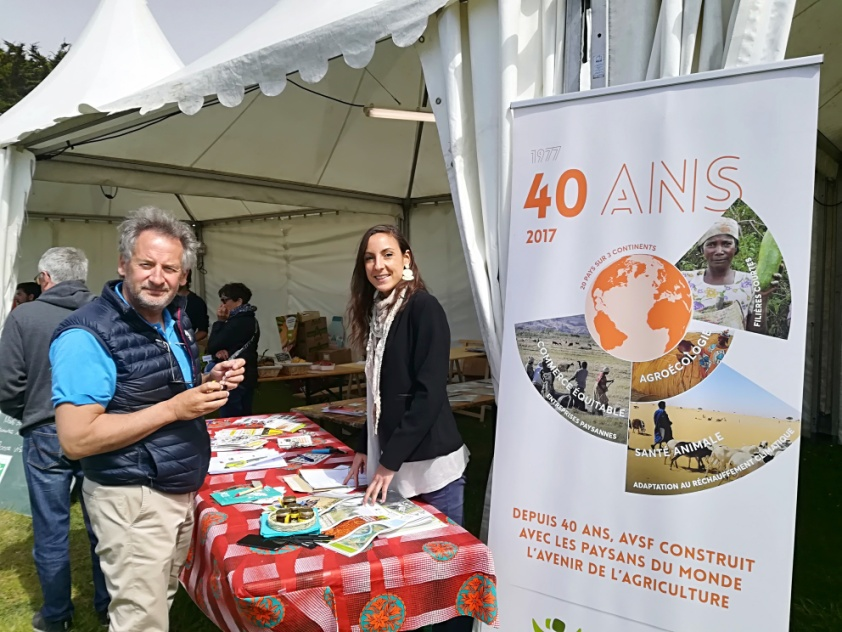 1977
40 ANS
2017
20 PAYS SUR 3 CONTINENTS
FILIÈRES COURTES
AGROÉCOLOGIE
COMMERCE ÉQUITABLE
ENTREPRISES PAYSANNES
SANTÉ ANIMALE
ADAPTATION AU RÉCHAUFFEMENT CLIMATIQUE
DEPUIS 40 ANS, AVSF CONSTRUIT
AVEC LES PAYSANS DU MONDE
L'AVENIR DE L'AGRICULTURE